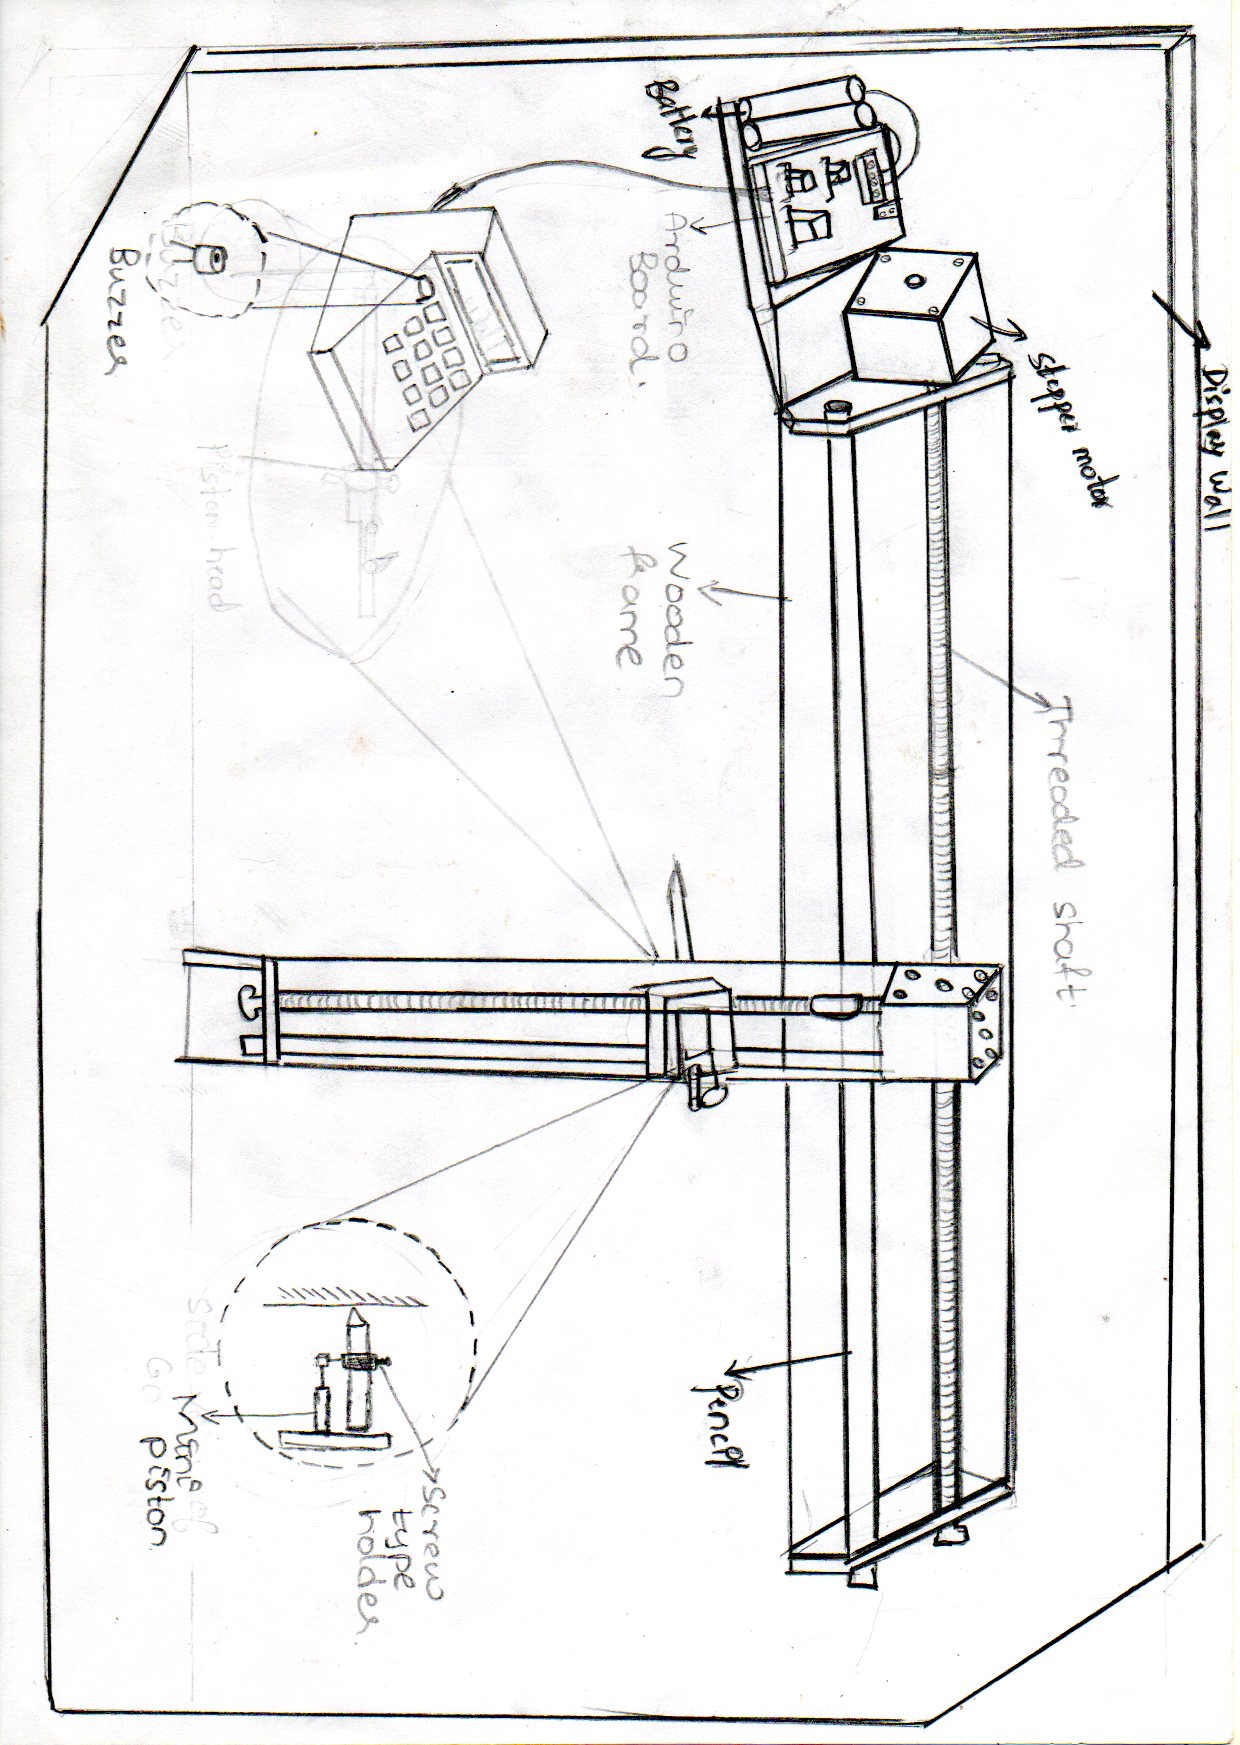 Display Wall
stepper motor
Threaded shaft
Pencil
Battery
Arduino
Board.
Wooden
frame
Screw
type
holder.
Piston head
Side of
Go
Mini
piston
Buzzer
Buzzer